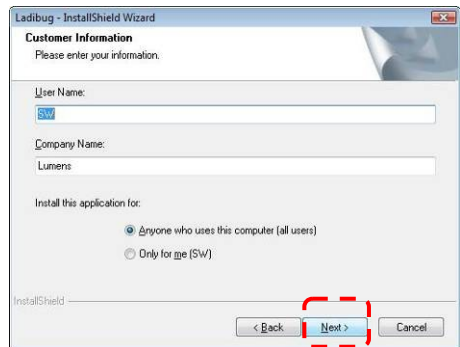 Ladibug - InstallShield Wizard
Customer Information
Please enter your information.
User Name:
SW
Company Name:
Lumens
Install this application for:
Anyone who uses this computer (all users)
Only for me (SW)
InstallShield
< Back Next > Cancel